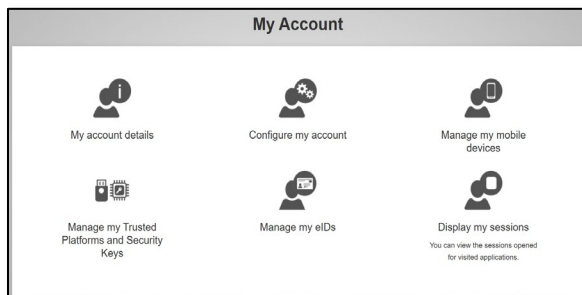 My Account
My account details
Configure my account
Manage my mobile
devices
Manage my Trusted
Platforms and Security
Keys
Manage my eIDs
Display my sessions
You can view the sessions opened
for visited applications.